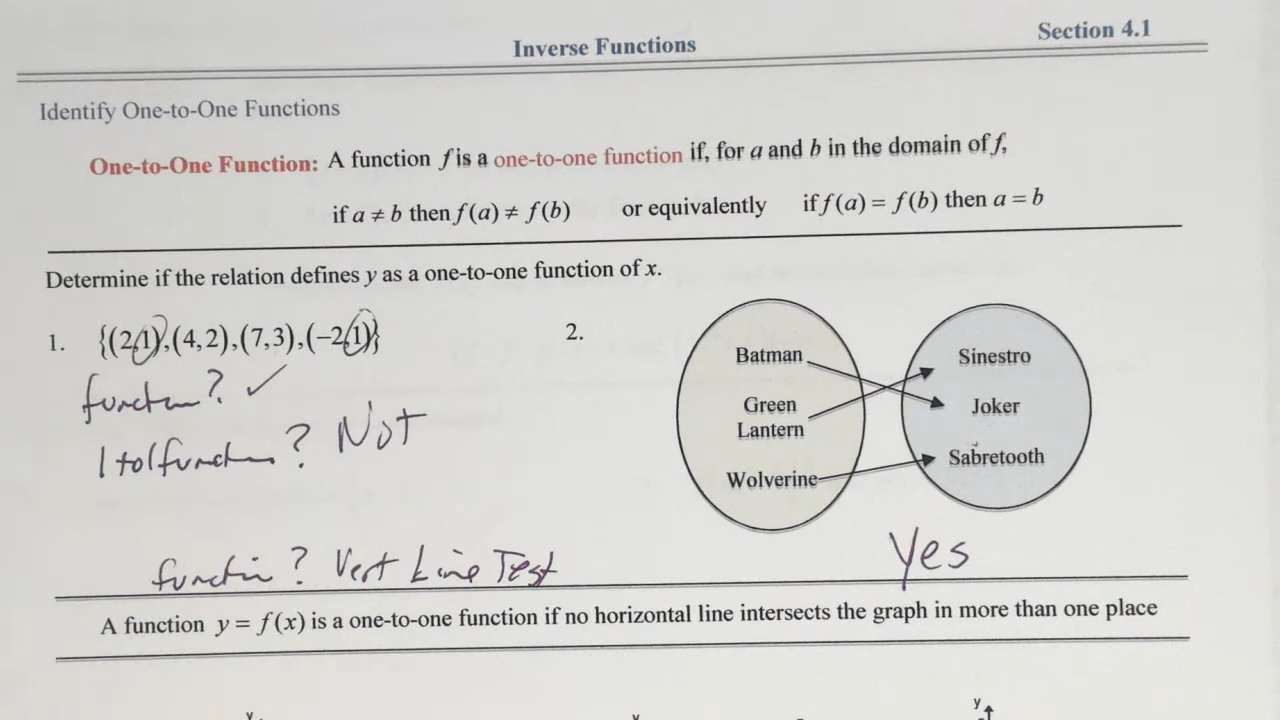 Inverse Functions
Section 4.1
Identify One-to-One Functions
One-to-One Function: A function f is a one-to-one function if, for a and b in the domain of f,
if a ≠ b then f(a) ≠ f(b) or equivalently if f(a) = f(b) then a = b
Determine if the relation defines y as a one-to-one function of x.
1. {(2,1),(4,2),(7,3),(−2,1)}
function? ✓
1 to 1 function? Not
2.
Batman
Green
Lantern
Wolverine
Sinestro
Joker
Sabretooth
Yes
function? Vert Line Test
A function y = f(x) is a one-to-one function if no horizontal line intersects the graph in more than one place
y
y
y